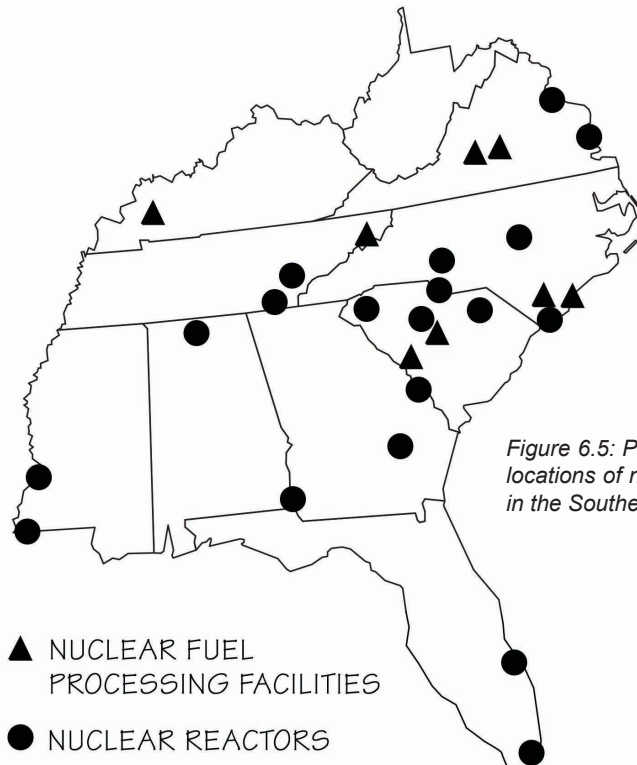 Figure 6.5: P
locations of n
in the Southe
NUCLEAR FUEL
PROCESSING FACILITIES
NUCLEAR REACTORS